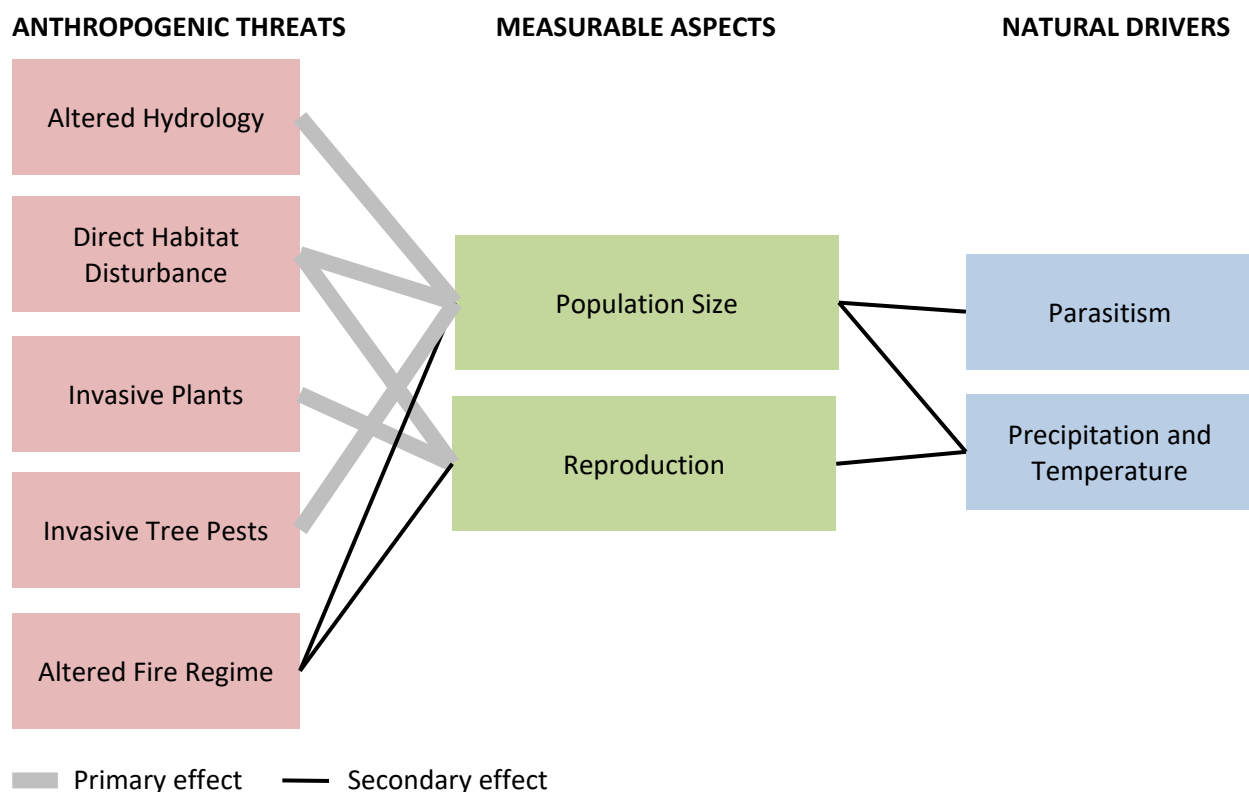 ANTHROPOGENIC THREATS
MEASURABLE ASPECTS
NATURAL DRIVERS
Altered Hydrology
Direct Habitat
Disturbance
Invasive Plants
Invasive Tree Pests
Altered Fire Regime
Population Size
Reproduction
Parasitism
Precipitation and
Temperature
Primary effect
Secondary effect